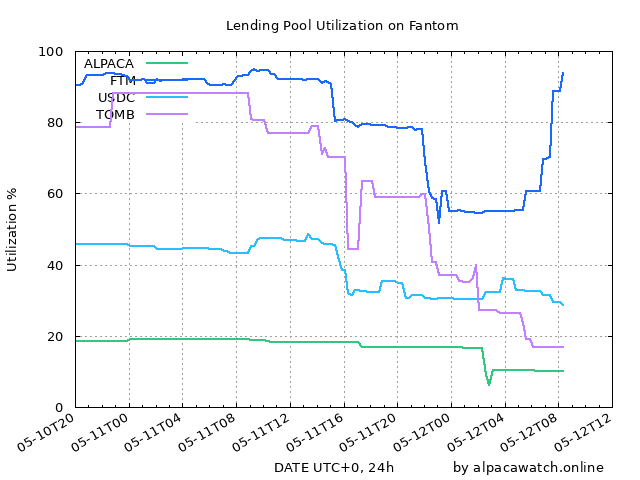 Lending Pool Utilization on Fantom
100
80
60
40
20
0
Utilization %
ALPACA
FTM
USDC
TOMB
05-10T20
05-11T00
05-11T04
05-11T08
05-11T12
05-11T16
05-11T20
05-12T00
05-12T04
05-12T08
05-12T12
DATE UTC+0, 24h
by alpacawatch.online